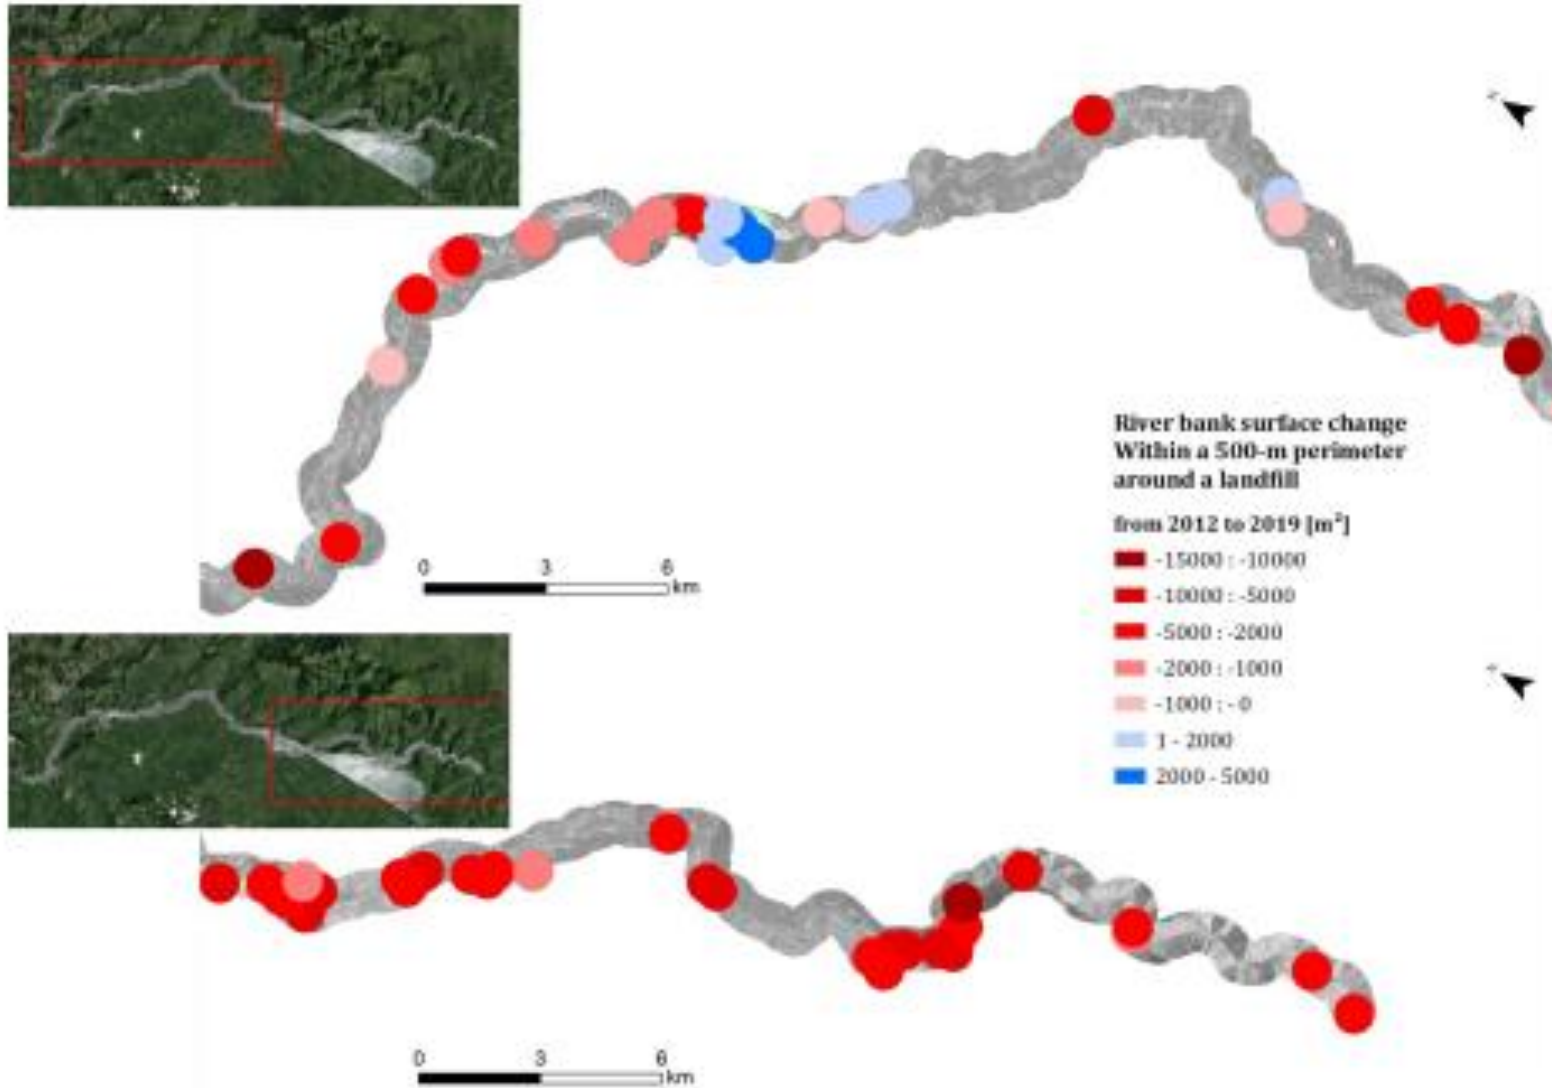 River bank surface change
Within a 500-m perimeter
around a landfill
from 2012 to 2019 [m²]
-15000 : -10000
-10000 : -5000
-5000 : -2000
-2000 : -1000
-1000 : - 0
1 - 2000
2000 - 5000
0 3 6
km
0 3 6
km